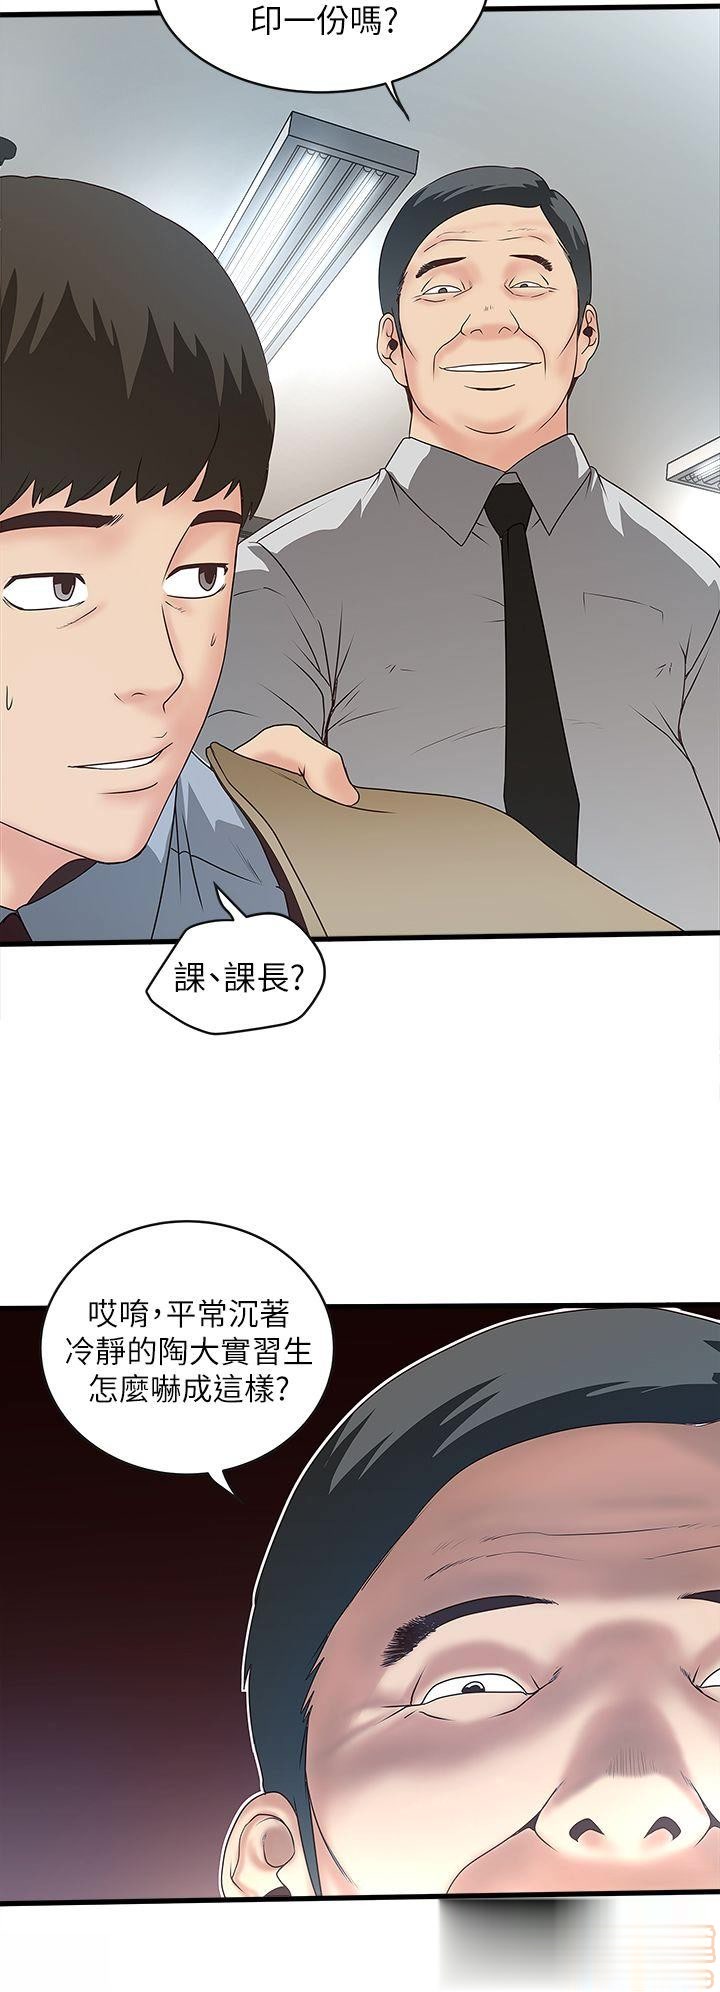 印一份嗎?
課、課長?
哎唷,平常沉著
冷靜的陶大實習生
怎麼嚇成這樣?